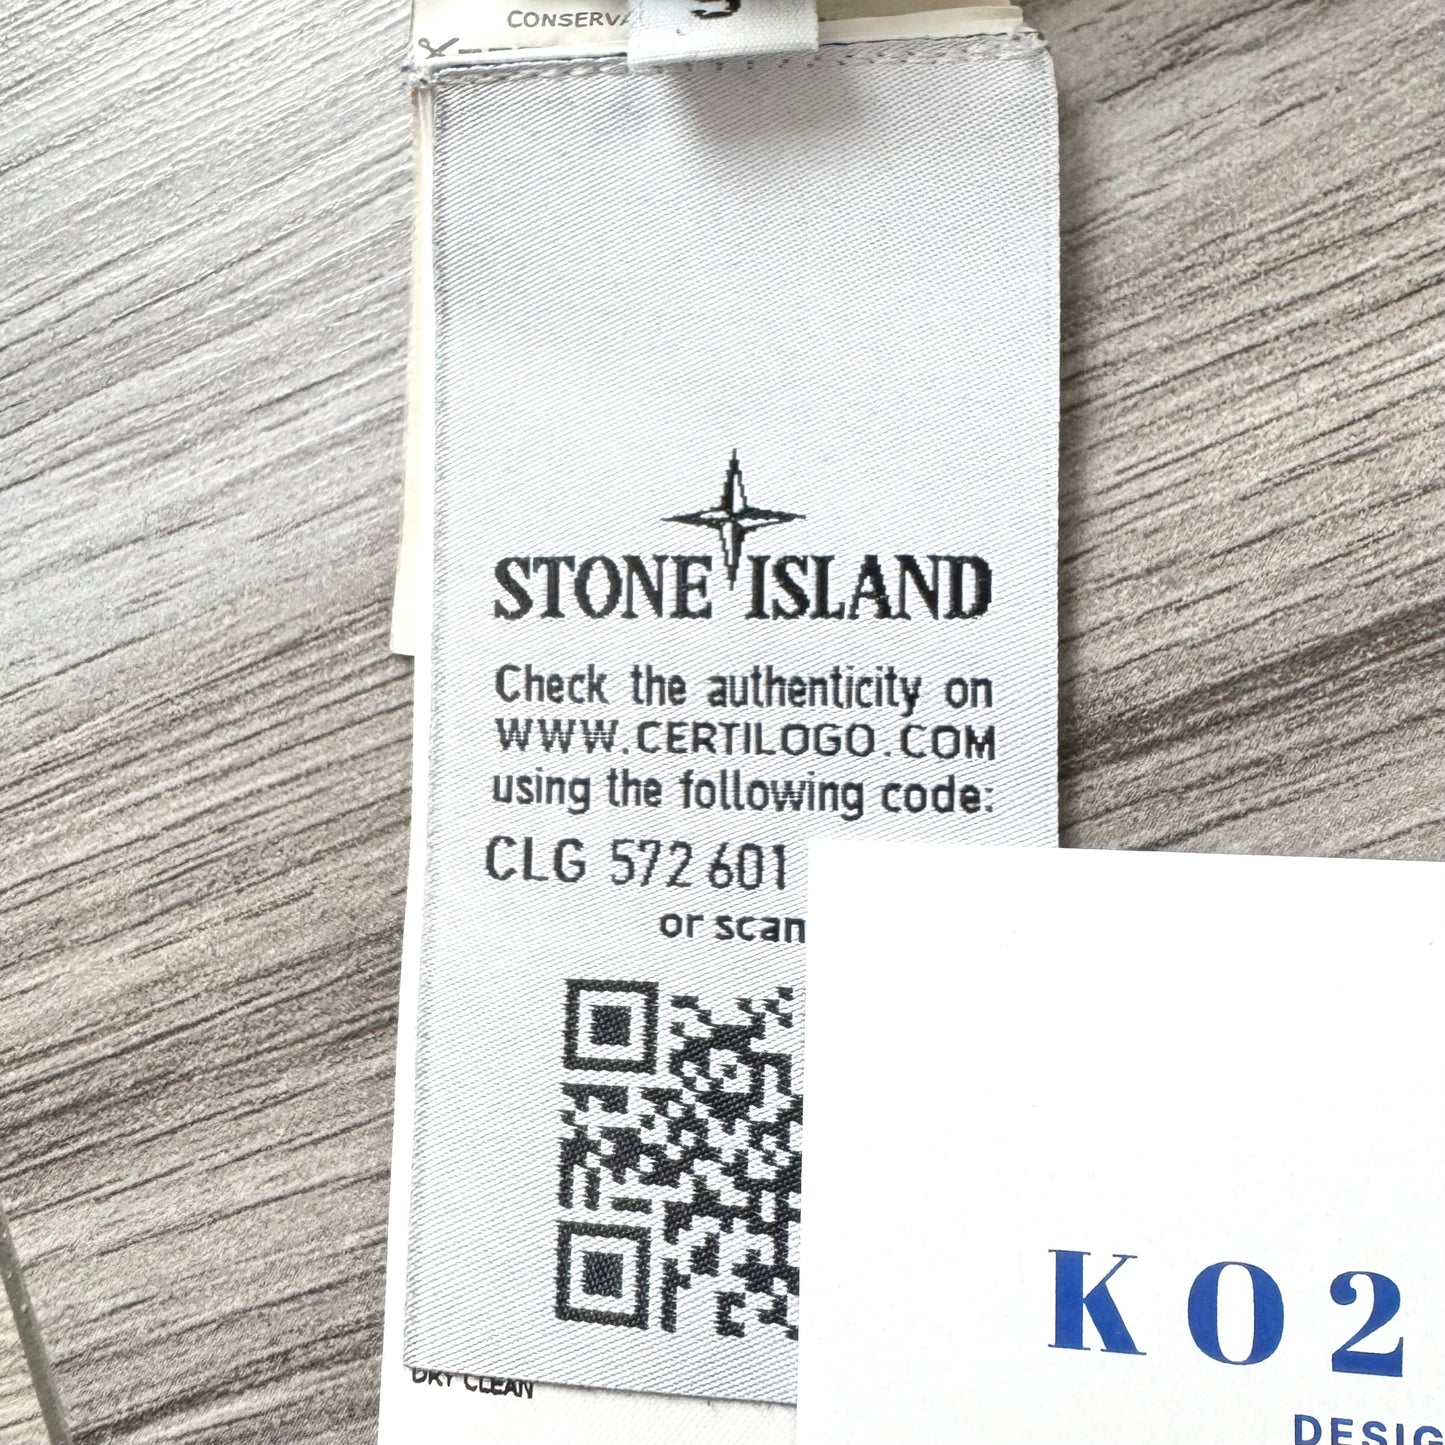 CONSERVA
STONE ISLAND
Check the authenticity on
WWW.CERTILOGO.COM
using the following code:
CLG 572 601
or scan
KO2
DESIG
DRY CLEAN